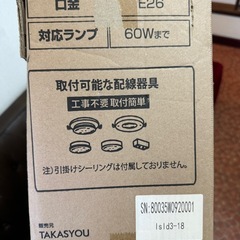 口金 E26
対応ランプ 60Wまで
取付可能な配線器具
工事不要 取付簡単
注)引掛けシーリングは付属しておりません。
SN:80035W0920001
lsld3-18
販売元
TAKASYOU